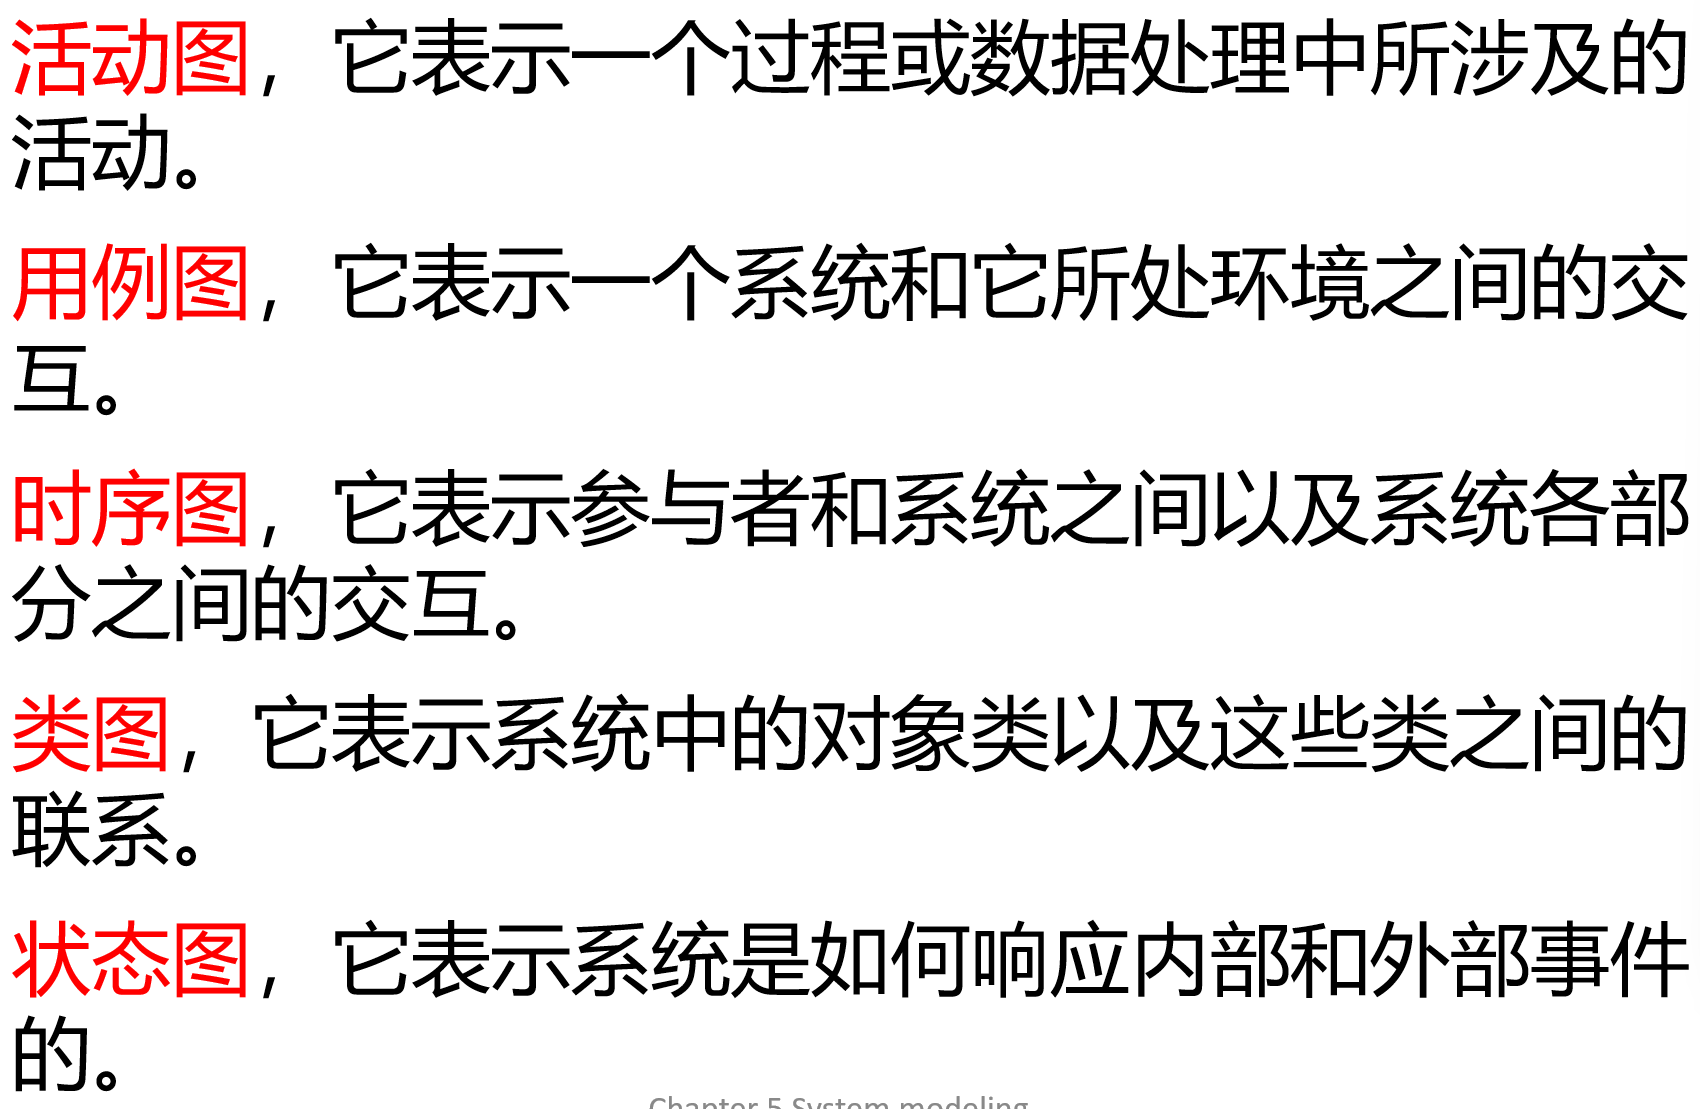 活动图，它表示一个过程或数据处理中所涉及的
活动。
用例图，它表示一个系统和它所处环境之间的交
互。
时序图，它表示参与者和系统之间以及系统各部
分之间的交互。
类图，它表示系统中的对象类以及这些类之间的
联系。
状态图，它表示系统是如何响应内部和外部事件
的。
Chapter 5 System modeling